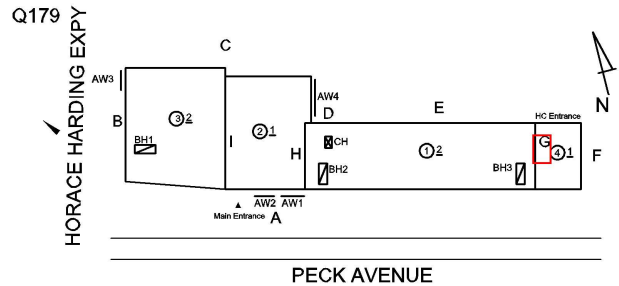 Q179
HORACE HARDING EXPY
C
AW3
AW4
B
3 2
2 1
D
E
HC Entrance
N
BH1
I
H
CH
1 2
G
4 1
F
BH2
BH3
AW2 AW1
Main Entrance
A
PECK AVENUE